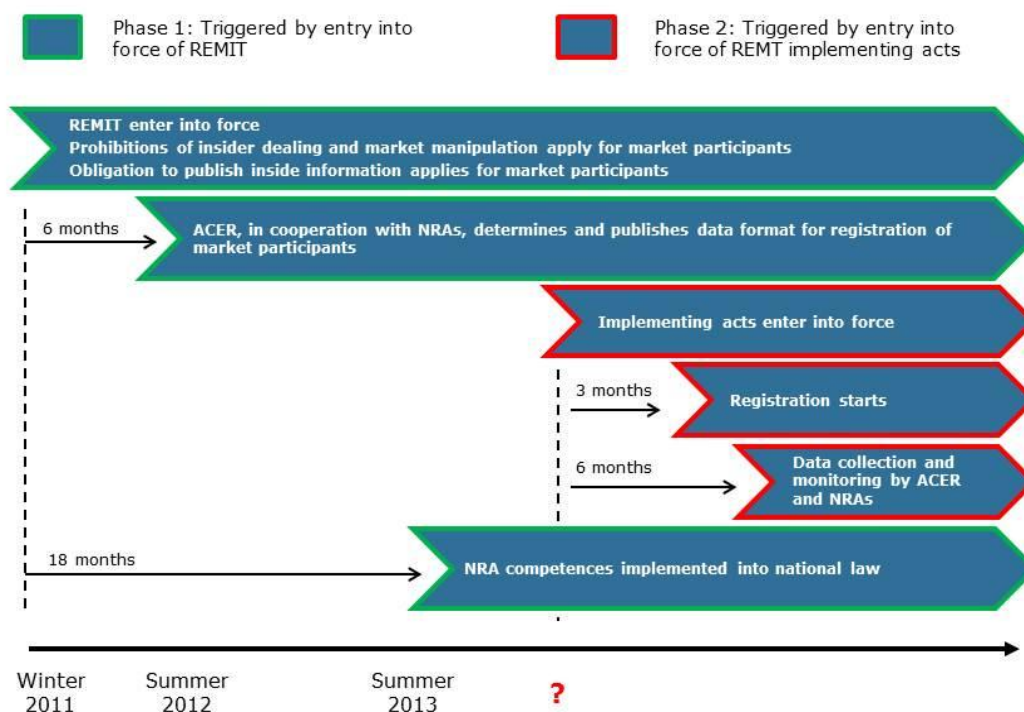 Phase 1: Triggered by entry into
force of REMIT
Phase 2: Triggered by entry into
force of REMT implementing acts
REMIT enter into force
Prohibitions of insider dealing and market manipulation apply for market participants
Obligation to publish inside information applies for market participants
6 months
ACER, in cooperation with NRAs, determines and publishes data format for registration of
market participants
Implementing acts enter into force
3 months
Registration starts
6 months
Data collection and
monitoring by ACER
and NRAs
18 months
NRA competences implemented into national law
Winter
2011
Summer
2012
Summer
2013
?